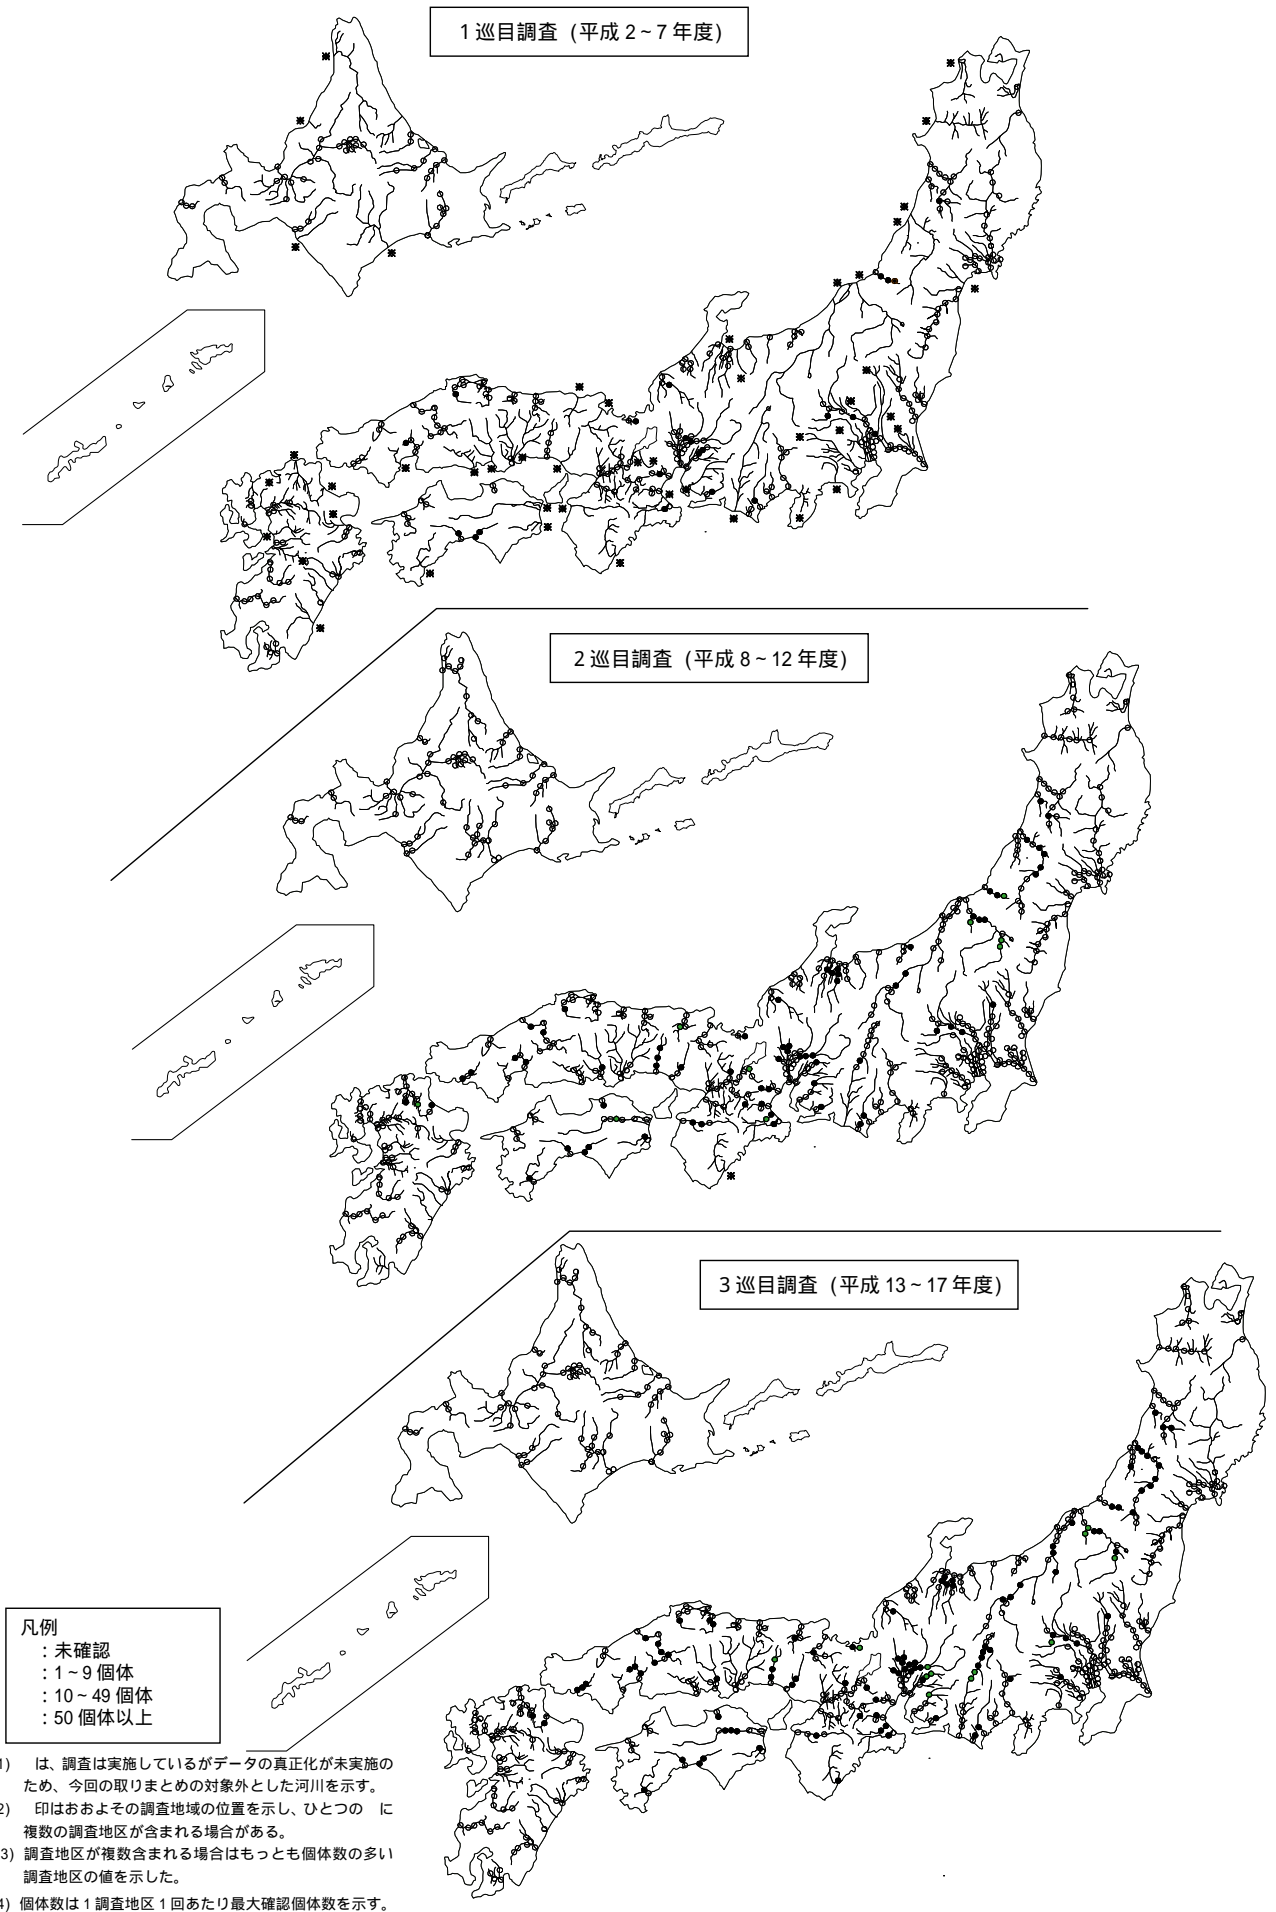 1巡目調査（平成2~7年度）
2巡目調査（平成8~12年度）
3巡目調査（平成13~17年度）
凡例
：未確認
：1~9個体
：10~49個体
：50個体以上
1) は、調査は実施しているがデータの真正化が未実施の
ため、今回の取りまとめの対象外とした河川を示す。
2) 印はおおよその調査地域の位置を示し、ひとつの に
複数の調査地区が含まれる場合がある。
3) 調査地区が複数含まれる場合はもっとも個体数の多い
調査地区の値を示した。
4) 個体数は1調査地区1回あたり最大確認個体数を示す。